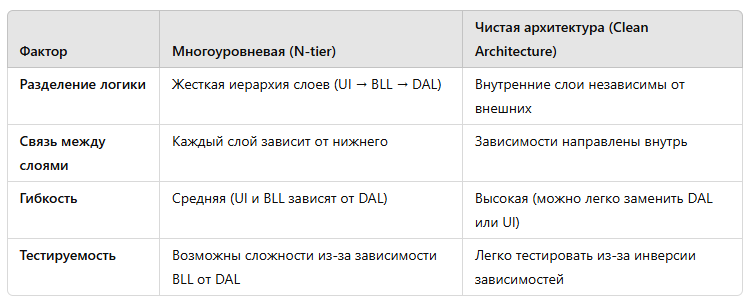 Фактор
Многоуровневая (N-tier)
Чистая архитектура (Clean
Architecture)
Разделение логики
Жесткая иерархия слоев (UI → BLL → DAL)
Внутренние слои независимы от
внешних
Связь между
слоями
Каждый слой зависит от нижнего
Зависимости направлены внутрь
Гибкость
Средняя (UI и BLL зависят от DAL)
Высокая (можно легко заменить DAL
или UI)
Тестируемость
Возможны сложности из-за зависимости
BLL от DAL
Легко тестировать из-за инверсии
зависимостей